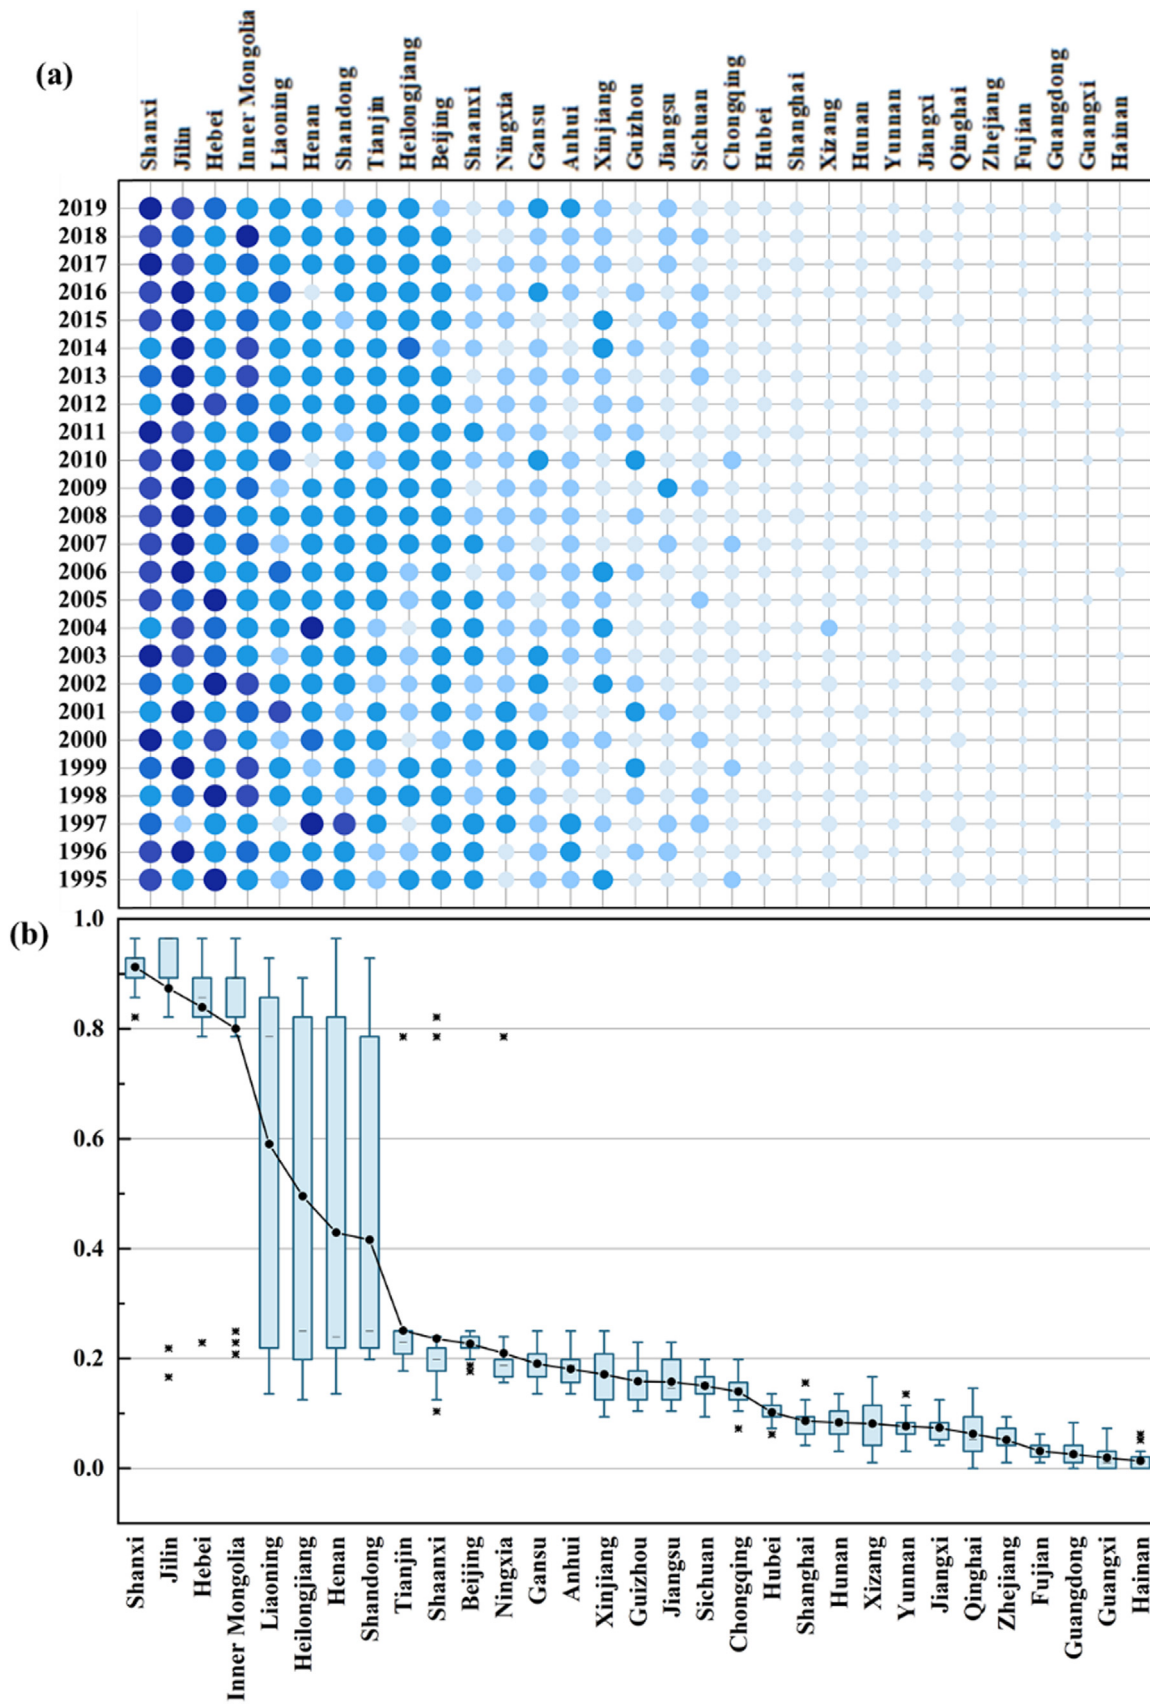 (a)
Shanxi
Jilin
Hebei
Inner Mongolia
Liaoning
Henan
Shandong
Tianjin
Heilongjiang
Beijing
Shaanxi
Ningxia
Gansu
Anhui
Xinjiang
Guizhou
Jiangsu
Sichuan
Chongqing
Hubei
Shanghai
Xizang
Hunan
Yunnan
Jiangxi
Qinghai
Zhejiang
Fujian
Guangdong
Guangxi
Hainan
2019
2018
2017
2016
2015
2014
2013
2012
2011
2010
2009
2008
2007
2006
2005
2004
2003
2002
2001
2000
1999
1998
1997
1996
1995
(b)
1.0
0.8
0.6
0.4
0.2
0.0
Shanxi
Jilin
Hebei
Inner Mongolia
Liaoning
Heilongjiang
Henan
Shandong
Tianjin
Shaanxi
Beijing
Ningxia
Gansu
Anhui
Xinjiang
Guizhou
Jiangsu
Sichuan
Chongqing
Hubei
Shanghai
Hunan
Xizang
Yunnan
Jiangxi
Qinghai
Zhejiang
Fujian
Guangdong
Guangxi
Hainan